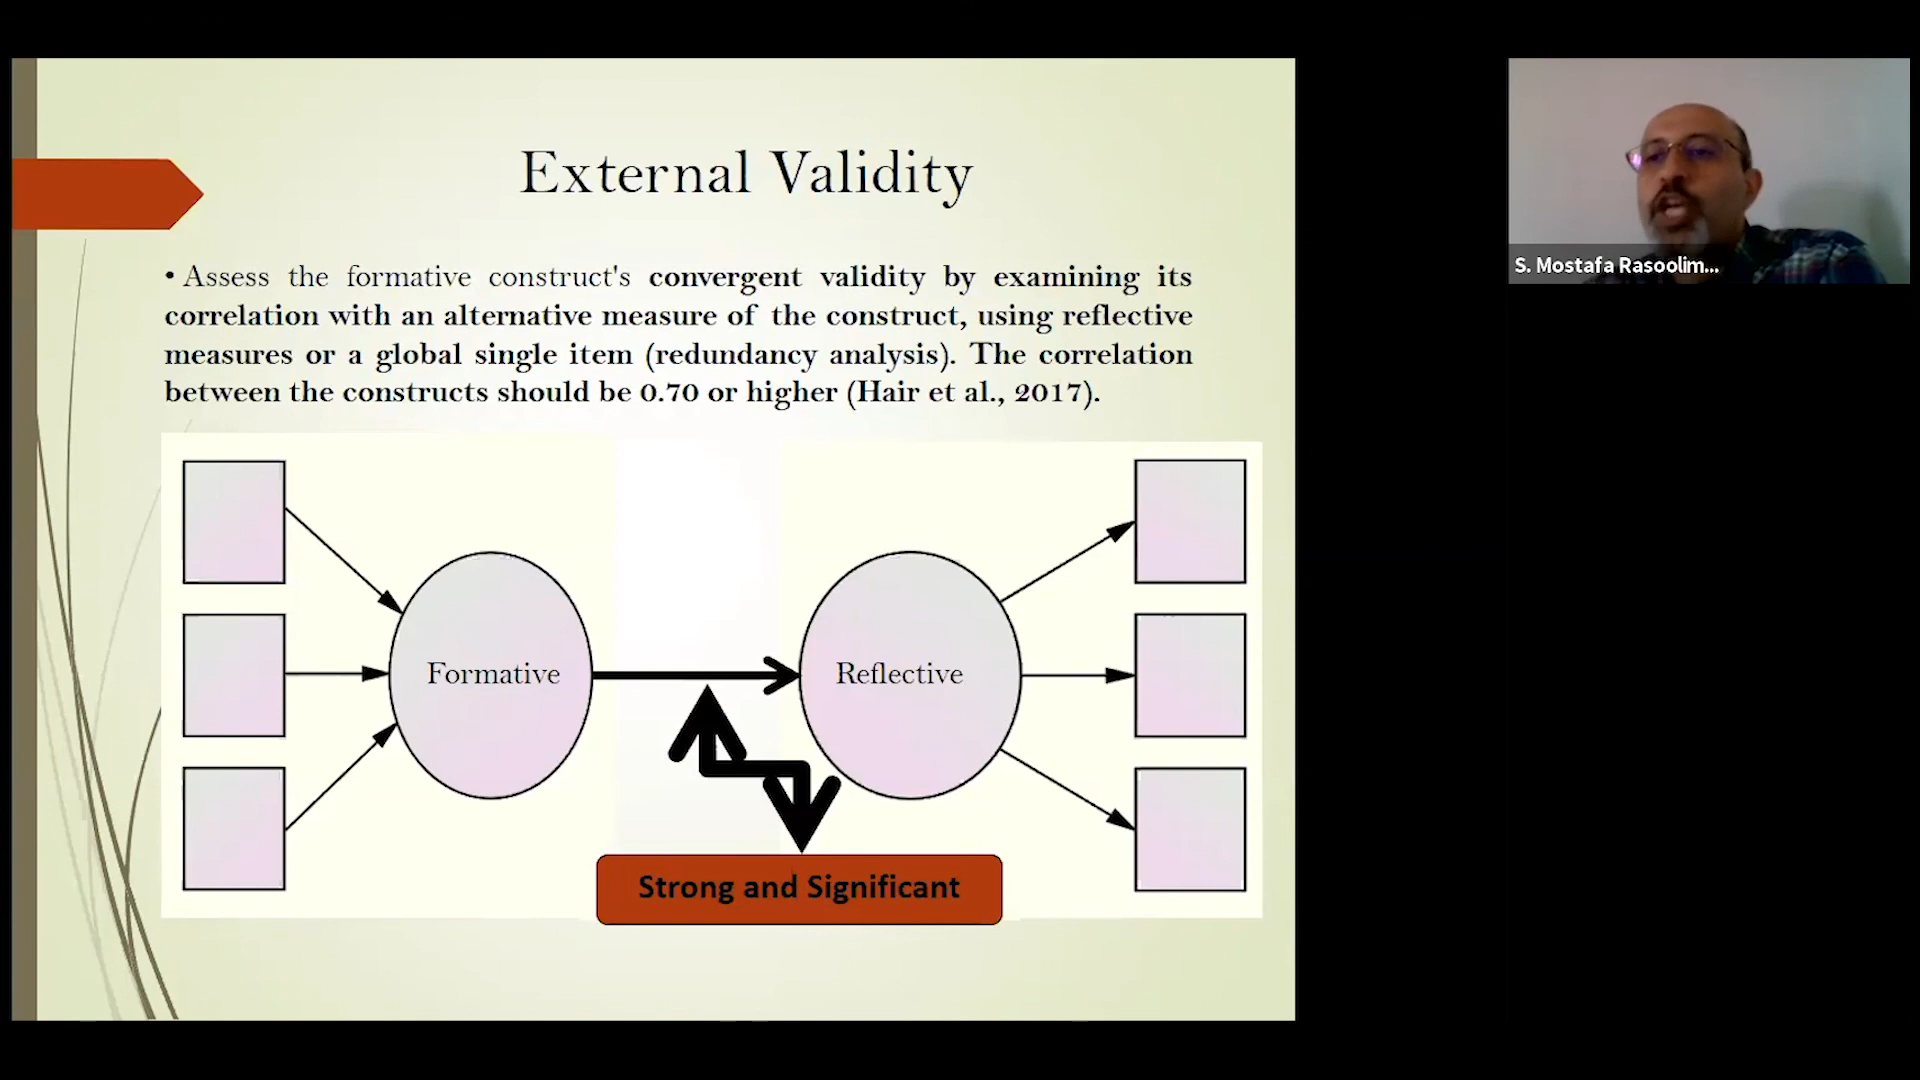 External Validity
• Assess the formative construct's convergent validity by examining its
correlation with an alternative measure of the construct, using reflective
measures or a global single item (redundancy analysis). The correlation
between the constructs should be 0.70 or higher (Hair et al., 2017).
Formative
Reflective
Strong and Significant
S. Mostafa Rasoolim...